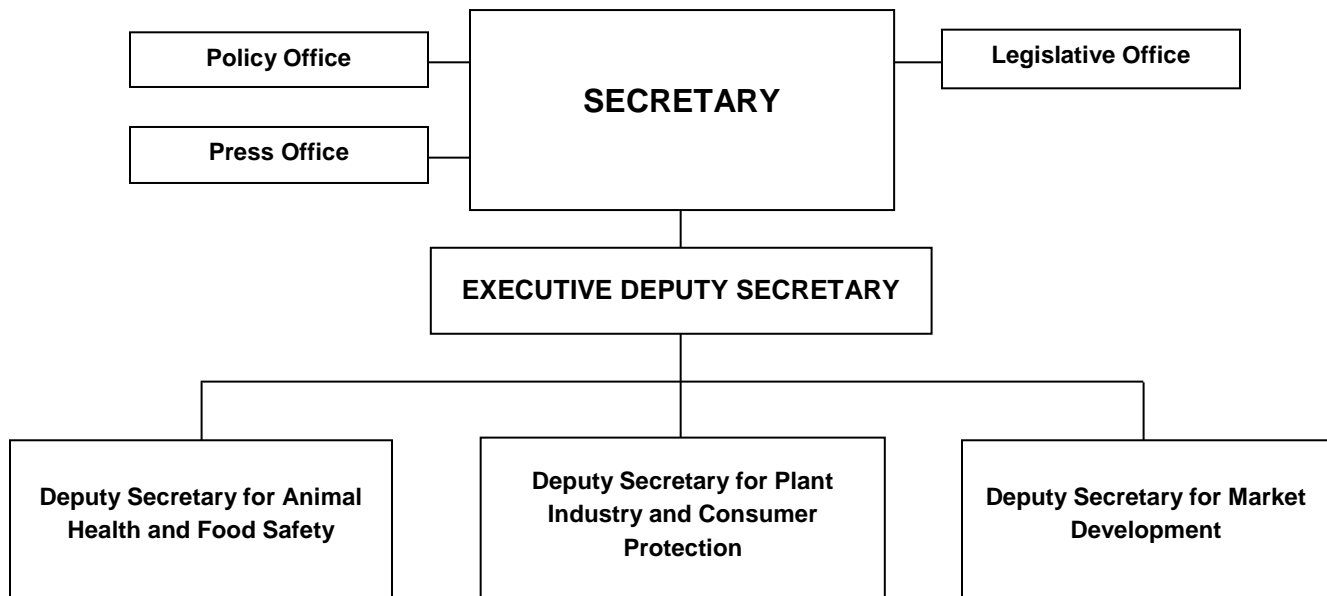 Policy Office
Legislative Office
SECRETARY
Press Office
EXECUTIVE DEPUTY SECRETARY
Deputy Secretary for Animal
Health and Food Safety
Deputy Secretary for Plant
Industry and Consumer
Protection
Deputy Secretary for Market
Development